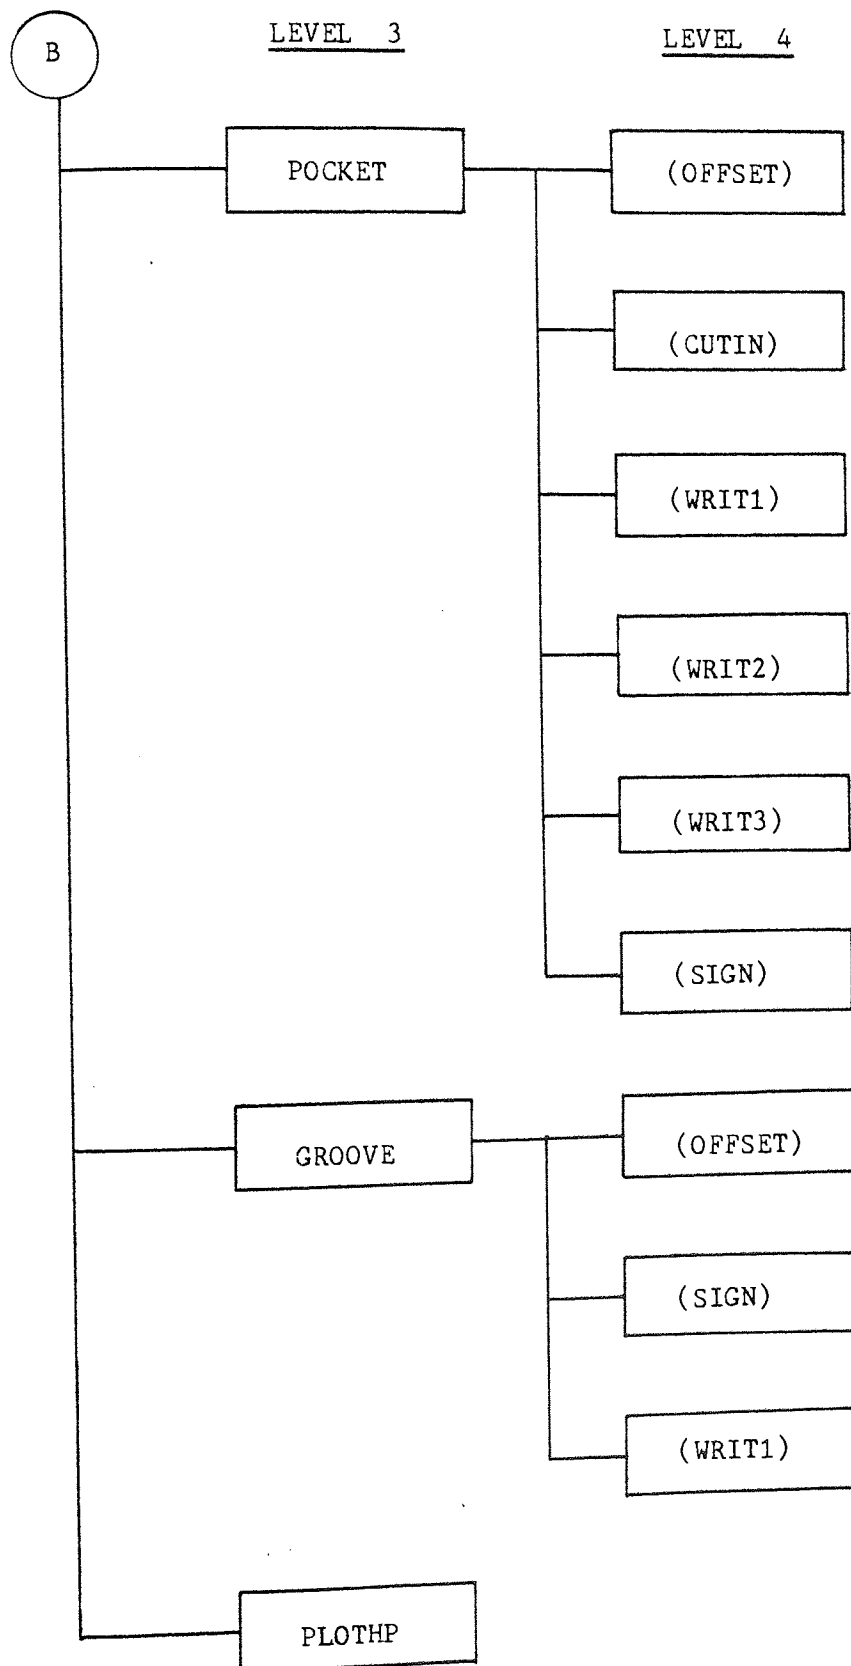 B
LEVEL 3
LEVEL 4
POCKET
(OFFSET)
(CUTIN)
(WRIT1)
(WRIT2)
(WRIT3)
(SIGN)
GROOVE
(OFFSET)
(SIGN)
(WRIT1)
PLOTHP